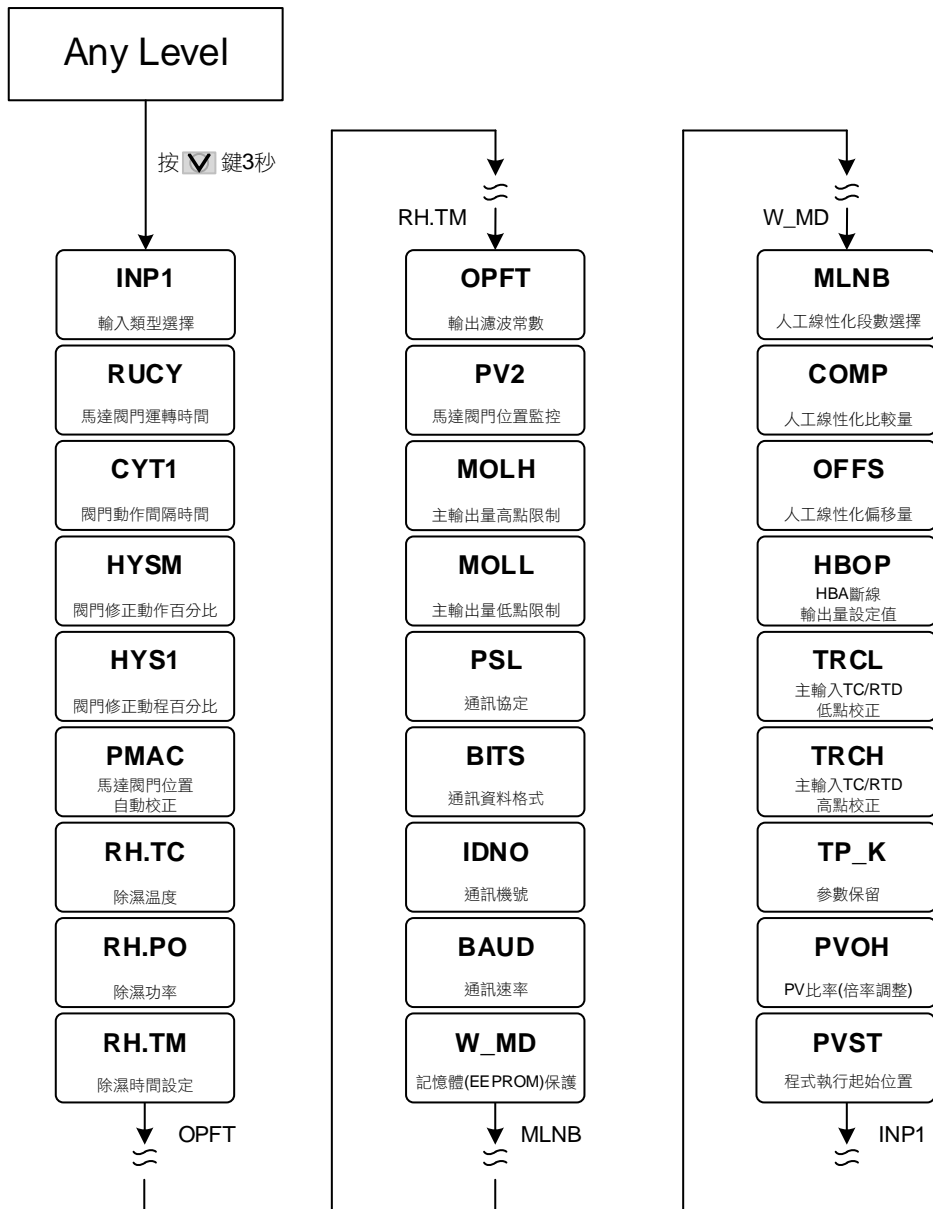 Any Level
按 鍵3秒
INP1
輸入類型選擇
RUCY
馬達閥門運轉時間
CYT1
閥門動作間隔時間
HYSM
閥門修正動作百分比
HYS1
閥門修正動程百分比
PMAC
馬達閥門位置
自動校正
RH.TC
除濕溫度
RH.PO
除濕功率
RH.TM
除濕時間設定
OPFT
RH.TM
OPFT
輸出濾波常數
PV2
馬達閥門位置監控
MOLH
主輸出量高點限制
MOLL
主輸出量低點限制
PSL
通訊協定
BITS
通訊資料格式
IDNO
通訊機號
BAUD
通訊速率
W_MD
記憶體(EEPROM)保護
MLNB
W_MD
MLNB
人工線性化段數選擇
COMP
人工線性化比較量
OFFS
人工線性化偏移量
HBOP
HBA斷線
輸出量設定值
TRCL
主輸入TC/RTD
低點校正
TRCH
主輸入TC/RTD
高點校正
TP_K
參數保留
PVOH
PV比率(倍率調整)
PVST
程式執行起始位置
INP1